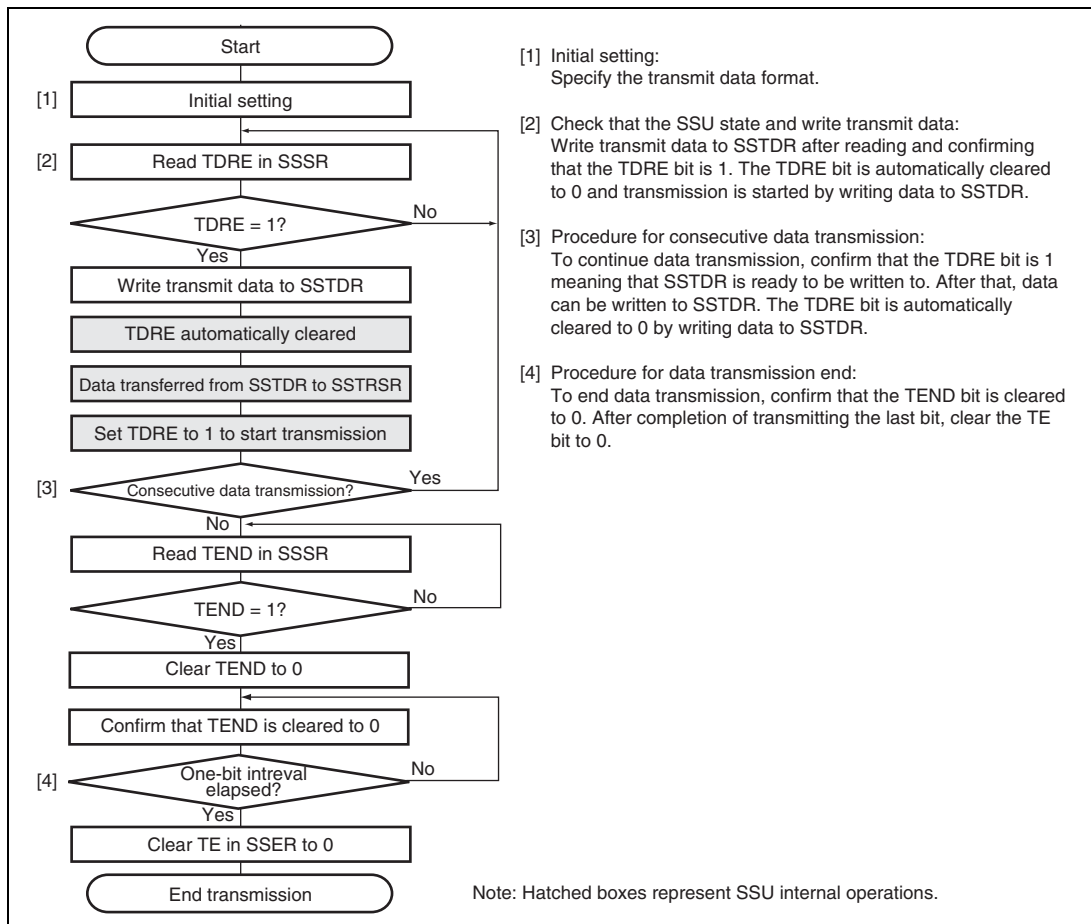 Start
[1]
Initial setting
[2]
Read TDRE in SSSR
TDRE = 1?
No
Yes
Write transmit data to SSTDR
TDRE automatically cleared
Data transferred from SSTDR to SSTRSR
Set TDRE to 1 to start transmission
[3]
Consecutive data transmission?
Yes
No
Read TEND in SSSR
TEND = 1?
No
Yes
Clear TEND to 0
Confirm that TEND is cleared to 0
[4]
One-bit intreval
elapsed?
No
Yes
Clear TE in SSER to 0
End transmission
[1] Initial setting:
Specify the transmit data format.
[2] Check that the SSU state and write transmit data:
Write transmit data to SSTDR after reading and confirming
that the TDRE bit is 1. The TDRE bit is automatically cleared
to 0 and transmission is started by writing data to SSTDR.
[3] Procedure for consecutive data transmission:
To continue data transmission, confirm that the TDRE bit is 1
meaning that SSTDR is ready to be written to. After that, data
can be written to SSTDR. The TDRE bit is automatically
cleared to 0 by writing data to SSTDR.
[4] Procedure for data transmission end:
To end data transmission, confirm that the TEND bit is cleared
to 0. After completion of transmitting the last bit, clear the TE
bit to 0.
Note: Hatched boxes represent SSU internal operations.